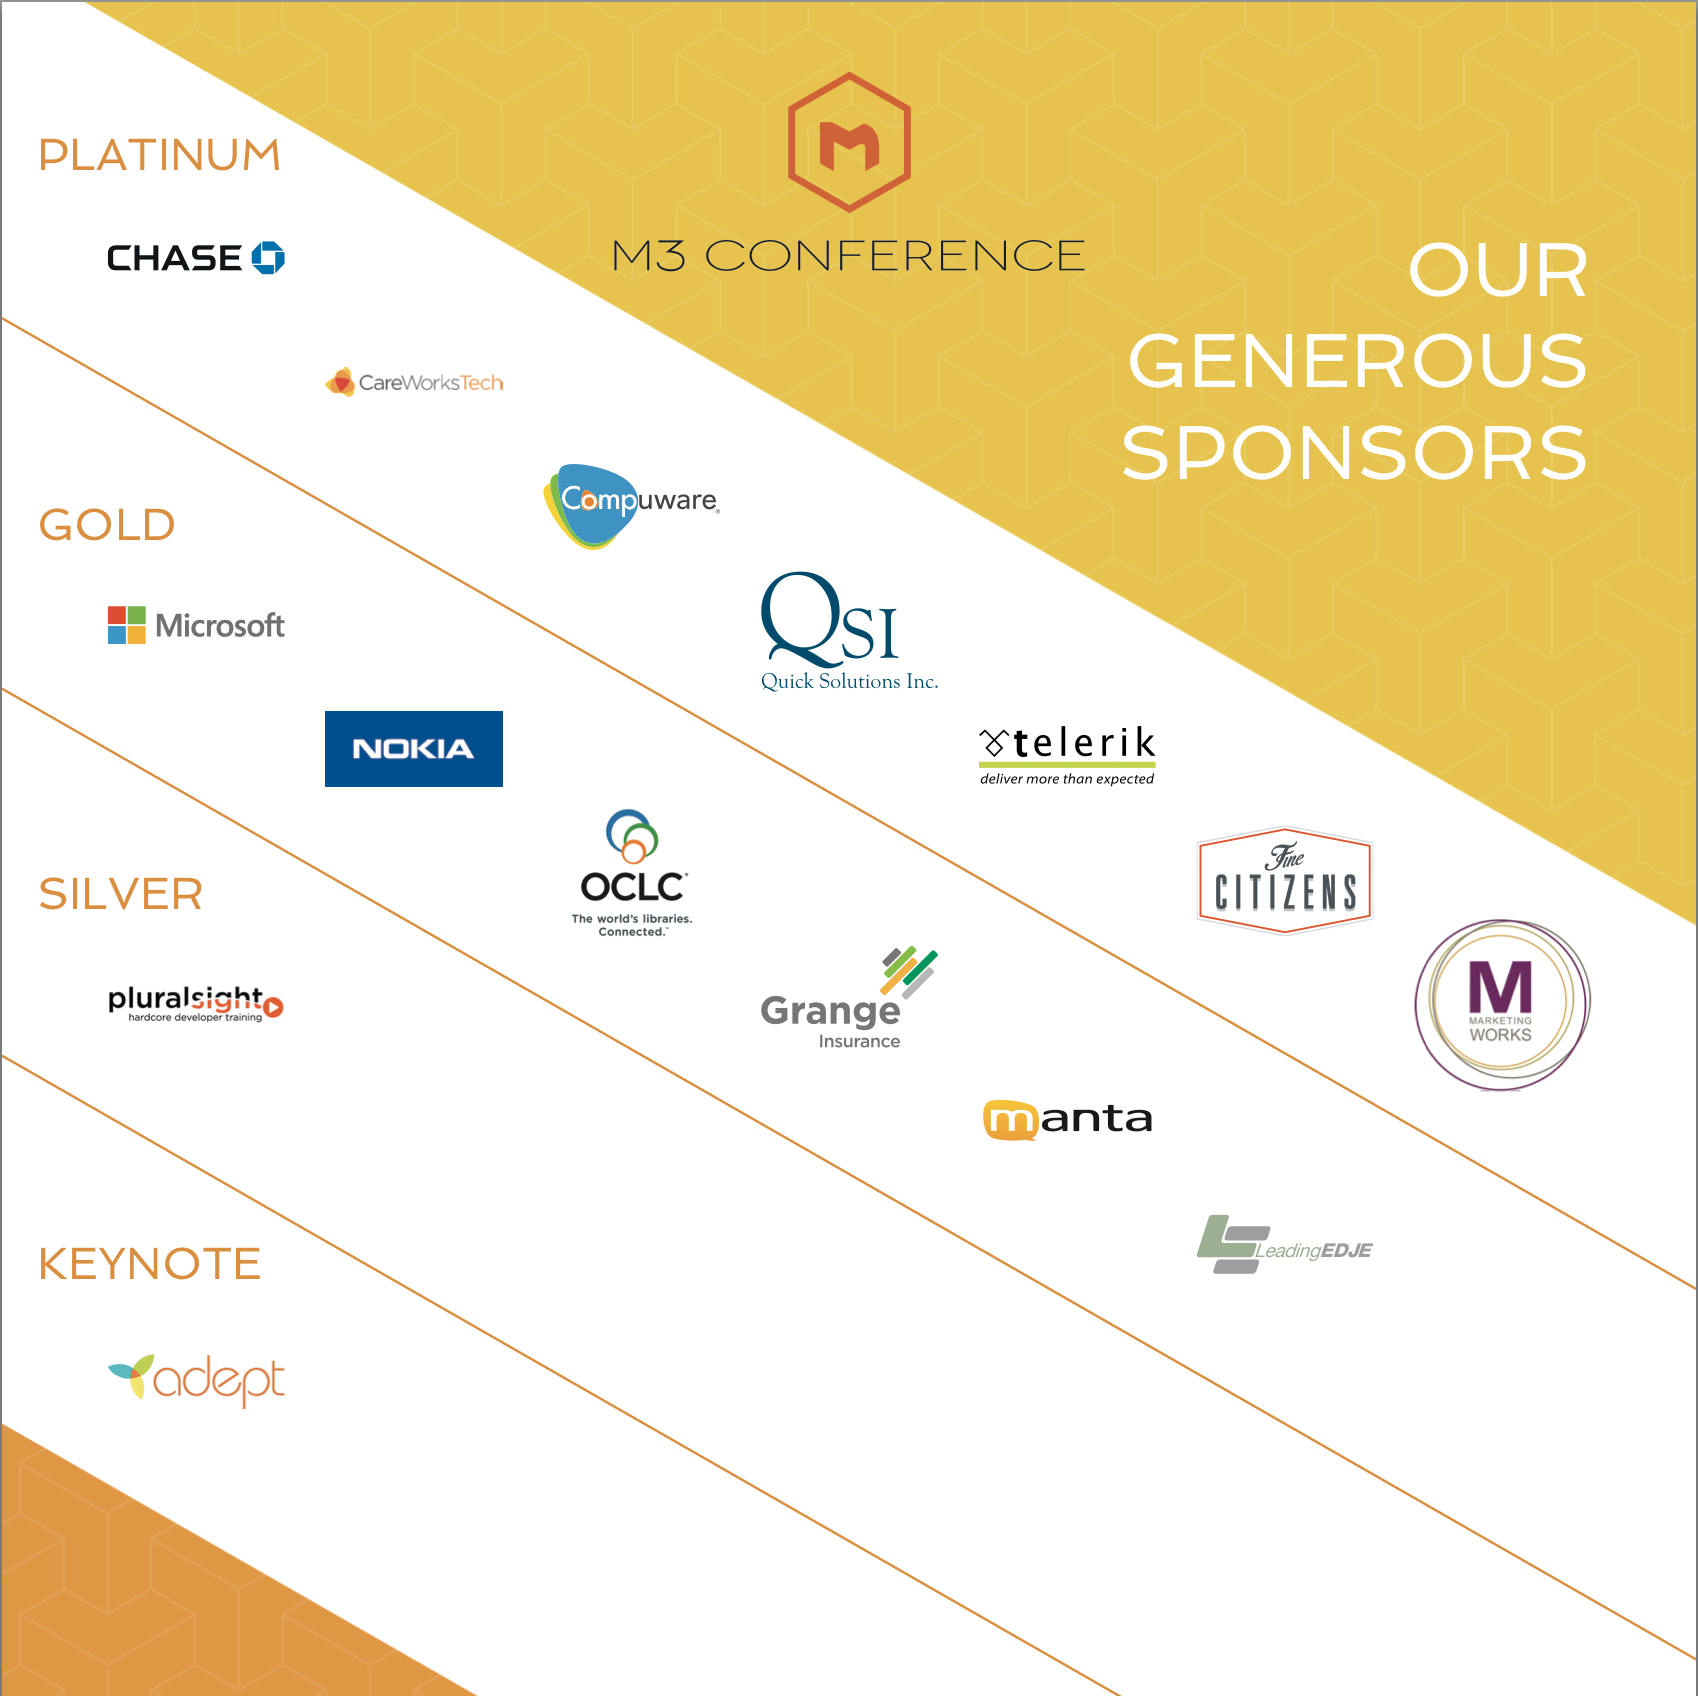 M
M3 CONFERENCE
OUR
GENEROUS
SPONSORS
PLATINUM
CHASE
CareWorksTech
Compuware®
QSI
Quick Solutions Inc.
telerik
deliver more than expected
Fine
CITIZENS
M
MARKETING
WORKS
GOLD
Microsoft
NOKIA
OCLC®
The world's libraries.
Connected.™
Grange
Insurance
manta
LeadingEDJE
SILVER
pluralsight
hardcore developer training
KEYNOTE
adept